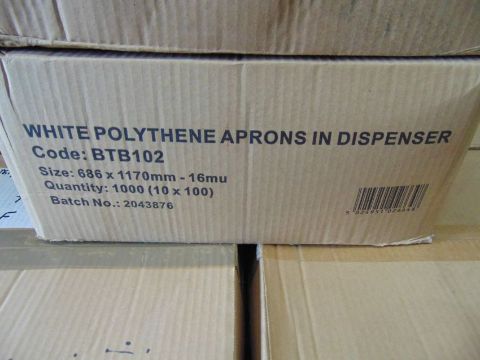 WHITE POLYTHENE APRONS IN DISPENSER
Code: BTB102
Size: 686 x 1170mm - 16mu
Quantity: 1000 (10 x 100)
Batch No.: 2043876